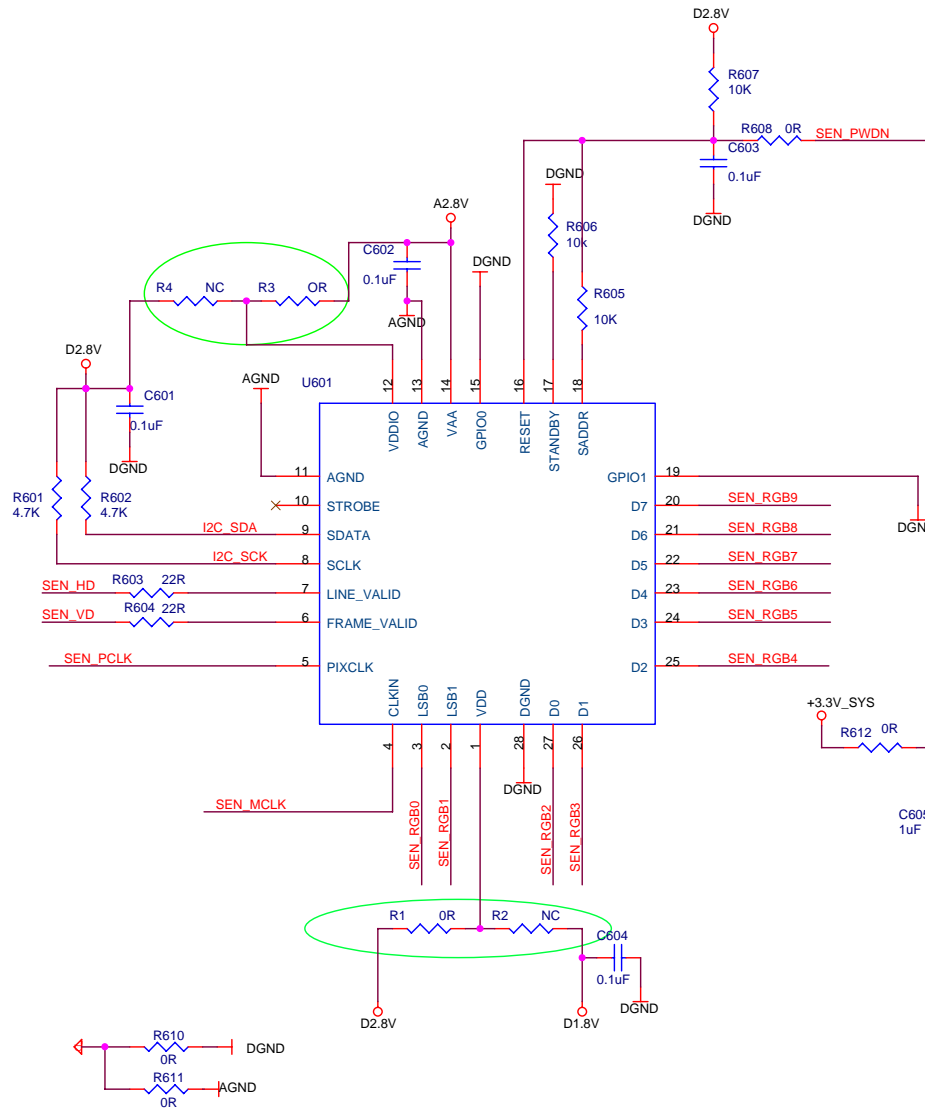 D2.8V
R607
10K
R608 0R SEN_PWDN
C603
0.1uF
DGND
DGND
R606
10k
A2.8V
C602
0.1uF
AGND
DGND
R605
10K
R4 NC R3 OR
D2.8V
C601
0.1uF
DGND
AGND
U601
12 13 14 15 16 17 18
VDDIO AGND VAA GPIO0 RESET STANDBY SADDR
R601
4.7K
R602
4.7K
11 AGND
10 STROBE
I2C_SDA 9 SDATA
I2C_SCK 8 SCLK
SEN_HD R603 22R 7 LINE_VALID
SEN_VD R604 22R 6 FRAME_VALID
SEN_PCLK 5 PIXCLK
GPIO1 19
DGN
D7 20 SEN_RGB9
D6 21 SEN_RGB8
D5 22 SEN_RGB7
D4 23 SEN_RGB6
D3 24 SEN_RGB5
D2 25 SEN_RGB4
CLKIN LSB0 LSB1 VDD DGND D0 D1
4 3 2 1 28 27 26
DGND
SEN_MCLK
SEN_RGB0
SEN_RGB1
SEN_RGB2
SEN_RGB3
+3.3V_SYS
R612 0R
C605
1uF
R1 0R R2 NC
C604
0.1uF
DGND
D2.8V
D1.8V
R610
0R
DGND
R611
0R
AGND